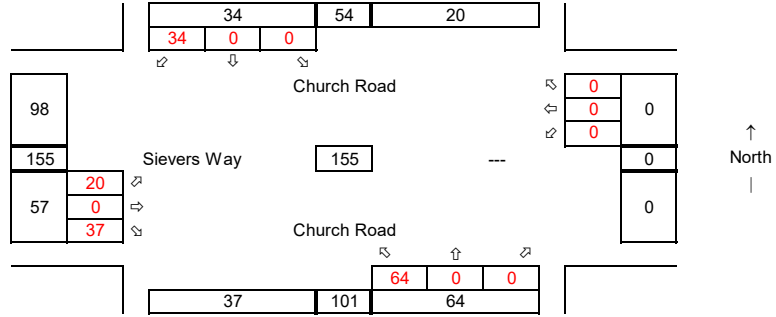 34 54 20
34 0 0
⬃ ⇩ ⬂
Church Road ⬁ 0
98 ⇦ 0 0
⬃ 0
↑
155 Sievers Way 155 --- 0 North
20 ⬀ |
57 0 ⇨ 0
37 ⬂ Church Road
⬁ ⇧ ⬀
64 0 0
37 101 64